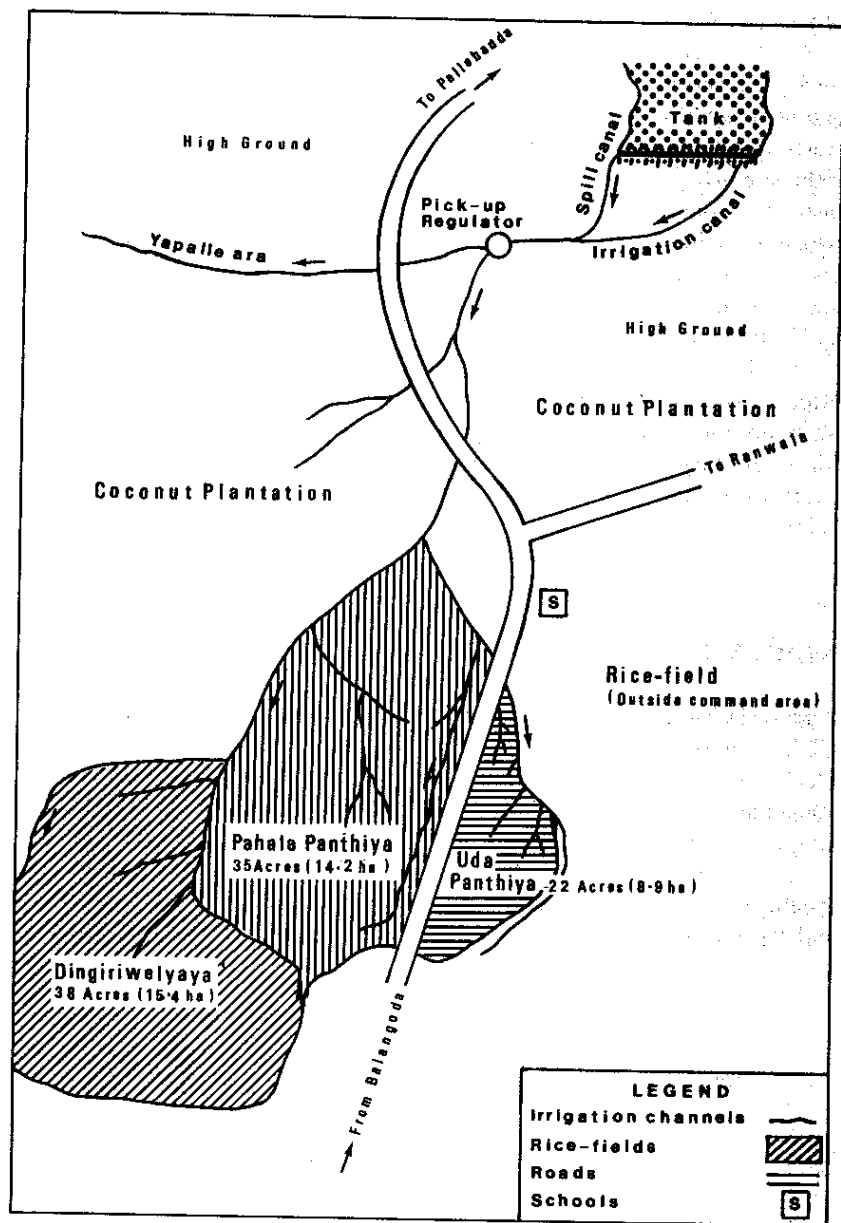 To Pallebanda
Tank
High Ground
Spill canal
Pick-up
Regulator
Yapalle ara
Irrigation canal
High Ground
Coconut Plantation
To Ranwala
Coconut Plantation
S
Rice-field
(Outside command area)
Pahala Panthiya
35 Acres (14·2 ha)
Uda
Panthiya -22 Acres (8·9 ha)
Dingiriwelyaya
38 Acres (15·4 ha)
From Balangoda
LEGEND
Irrigation channels
Rice-fields
Roads
Schools
S